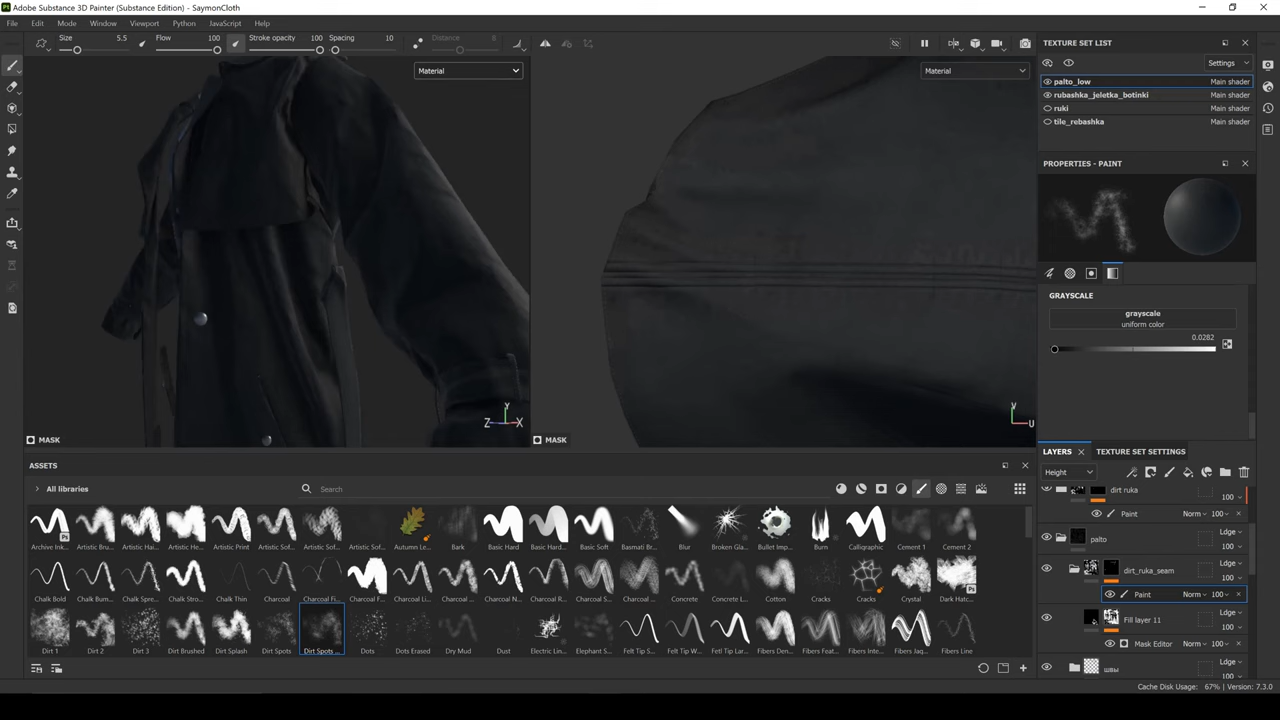 Adobe Substance 3D Painter (Substance Edition) - SaymonCloth
File Edit Mode Window Viewport Python JavaScript Help
Size 5.5 Flow 100 Stroke opacity 100 Spacing 10 Distance 8
Material
Material
Z Y X
V U
MASK
MASK
TEXTURE SET LIST
Settings
palto_low Main shader
rubashka_jeletka_botinki Main shader
ruki Main shader
tile_rebashka Main shader
PROPERTIES - PAINT
GRAYSCALE
grayscale
uniform color
0.0282
LAYERS TEXTURE SET SETTINGS
Height
dirt ruka 100
Paint Norm 100
palto Ldge 100
dirt_ruka_seam Ldge 100
Paint Norm 100
Fill layer 11 Ldge 100
Mask Editor Norm 100
швы Ldge 100
ASSETS
All libraries Search
Archive Ink... Artistic Bru... Artistic Hai... Artistic He... Artistic Print Artistic Sof... Artistic Sof... Artistic Sof... Autumn Le... Bark Basic Hard Basic Hard... Basic Soft Basmati Br... Blur Broken Gla... Bullet Imp... Burn Calligraphic Cement 1 Cement 2
Chalk Bold Chalk Bum... Chalk Spre... Chalk Stro... Chalk Thin Charcoal Charcoal Fi... Charcoal F... Charcoal Li... Charcoal ... Charcoal N... Charcoal R... Charcoal S... Charcoal ... Concrete Concrete L... Cotton Cracks Cracks Crystal Dark Hatc...
Dirt 1 Dirt 2 Dirt 3 Dirt Brushed Dirt Splash Dirt Spots Dirt Spots ... Dots Dots Erased Dry Mud Dust Electric Lin... Elephant S... Felt Tip S... Felt Tip W... Felt Tip Lar... Fibers Den... Fibers Feat... Fibers Inte... Fibers Jag... Fibers Line
Cache Disk Usage: 67% | Version: 7.3.0